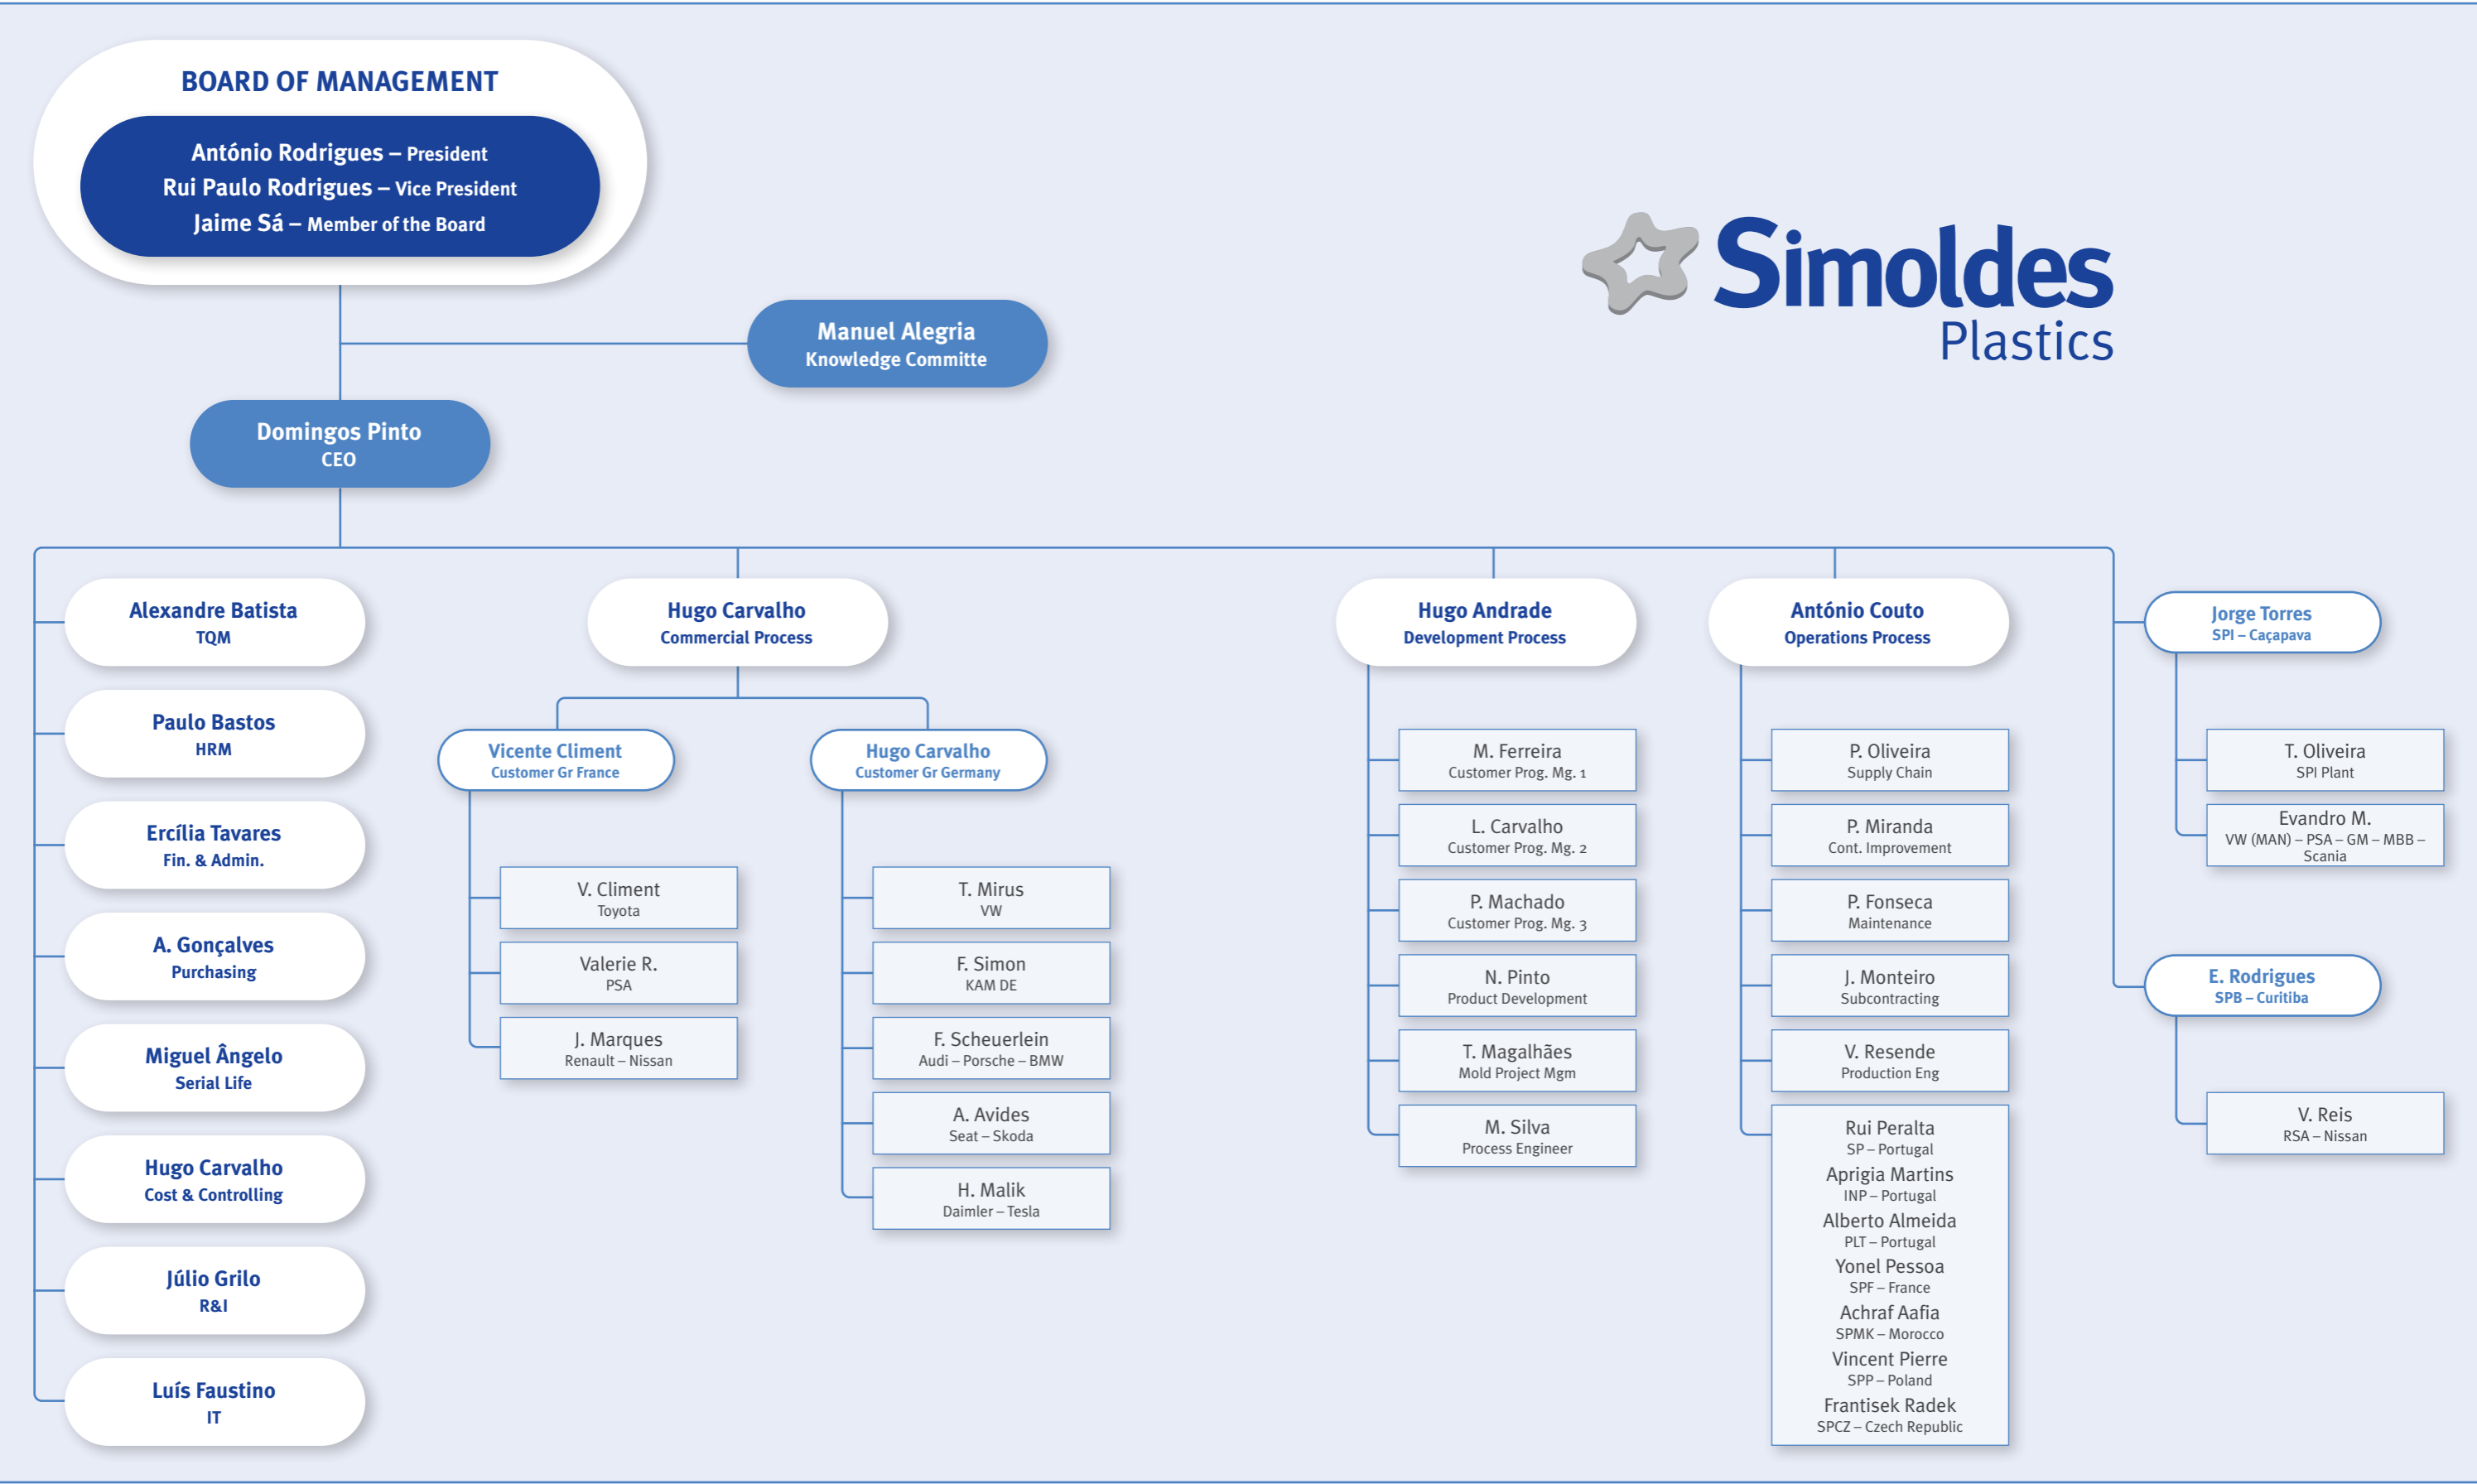 BOARD OF MANAGEMENT
António Rodrigues – President
Rui Paulo Rodrigues – Vice President
Jaime Sá – Member of the Board
Manuel Alegria
Knowledge Committe
Simoldes
Plastics
Domingos Pinto
CEO
Alexandre Batista
TQM
Paulo Bastos
HRM
Ercília Tavares
Fin. & Admin.
A. Gonçalves
Purchasing
Miguel Ângelo
Serial Life
Hugo Carvalho
Cost & Controlling
Júlio Grilo
R&I
Luís Faustino
IT
Hugo Carvalho
Commercial Process
Vicente Climent
Customer Gr France
V. Climent
Toyota
Valerie R.
PSA
J. Marques
Renault – Nissan
Hugo Carvalho
Customer Gr Germany
T. Mirus
VW
F. Simon
KAM DE
F. Scheuerlein
Audi – Porsche – BMW
A. Avides
Seat – Skoda
H. Malik
Daimler – Tesla
Hugo Andrade
Development Process
M. Ferreira
Customer Prog. Mg. 1
L. Carvalho
Customer Prog. Mg. 2
P. Machado
Customer Prog. Mg. 3
N. Pinto
Product Development
T. Magalhães
Mold Project Mgm
M. Silva
Process Engineer
António Couto
Operations Process
P. Oliveira
Supply Chain
P. Miranda
Cont. Improvement
P. Fonseca
Maintenance
J. Monteiro
Subcontracting
V. Resende
Production Eng
Rui Peralta
SP – Portugal
Aprigia Martins
INP – Portugal
Alberto Almeida
PLT – Portugal
Yonel Pessoa
SPF – France
Achraf Aafia
SPMK – Morocco
Vincent Pierre
SPP – Poland
Frantisek Radek
SPCZ – Czech Republic
Jorge Torres
SPI – Caçapava
T. Oliveira
SPI Plant
Evandro M.
VW (MAN) – PSA – GM – MBB –
Scania
E. Rodrigues
SPB – Curitiba
V. Reis
RSA – Nissan